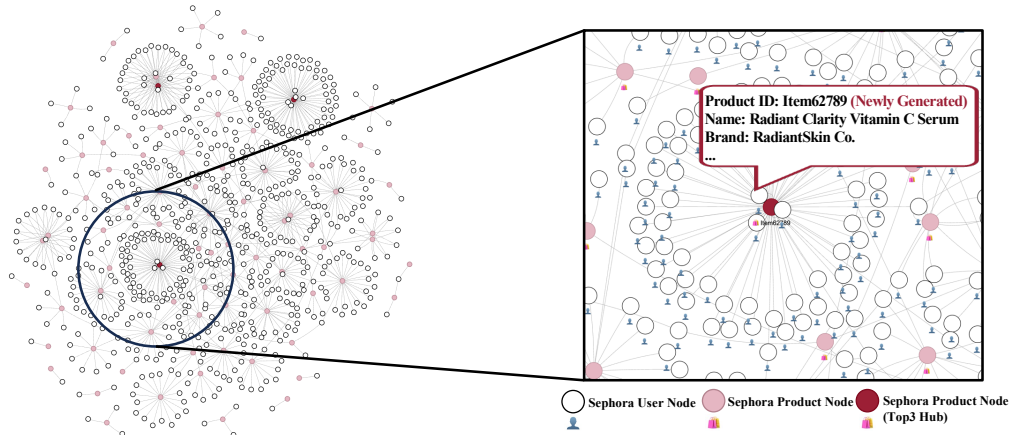 Product ID: Item62789 (Newly Generated)
Name: Radiant Clarity Vitamin C Serum
Brand: RadiantSkin Co.
...
Item62789
Sephora User Node
Sephora Product Node
Sephora Product Node
(Top3 Hub)